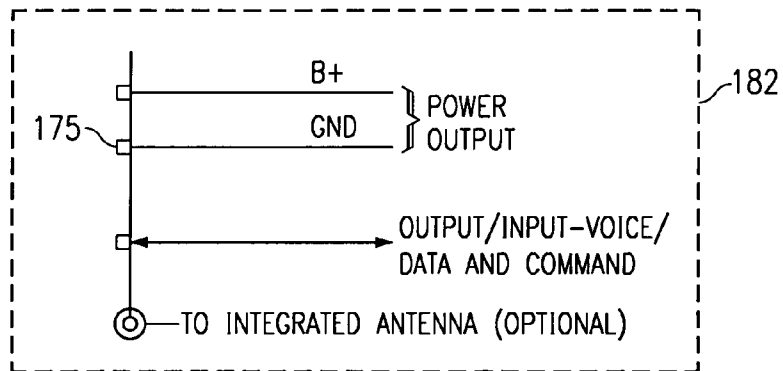 B+
182
POWER
OUTPUT
175
GND
OUTPUT/INPUT-VOICE/
DATA AND COMMAND
TO INTEGRATED ANTENNA (OPTIONAL)